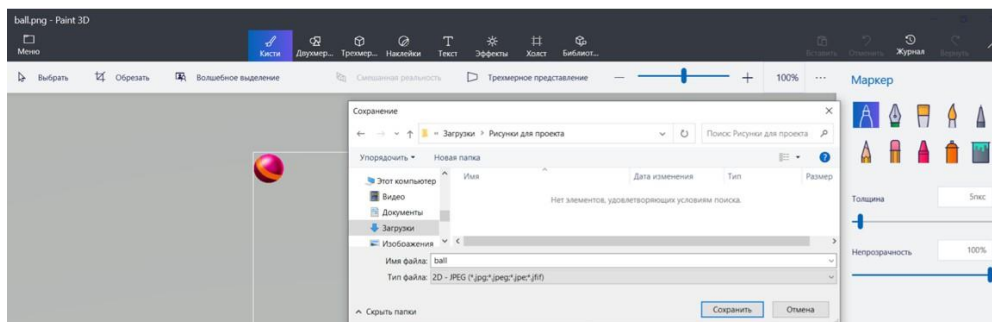 ball.png - Paint 3D
Меню
Кисти Двухмер... Трехмер... Наклейки Текст Эффекты Холст Библиот...
Вставить Отменить Журнал Вернуть
Выбрать Обрезать Волшебное выделение Смешанная реальность Трехмерное представление 100% ...
Маркер
Сохранение
« Загрузки › Рисунки для проекта
Поиск: Рисунки для проекта
Упорядочить Новая папка
Этот компьютер
Видео
Документы
Загрузки
Изображения
Имя Дата изменения Тип Размер
Нет элементов, удовлетворяющих условиям поиска.
Имя файла: ball
Тип файла: 2D - JPEG (*.jpg;*.jpeg;*.jpe;*.jfif)
Скрыть папки
Сохранить Отмена
Толщина 5пкс
Непрозрачность 100%